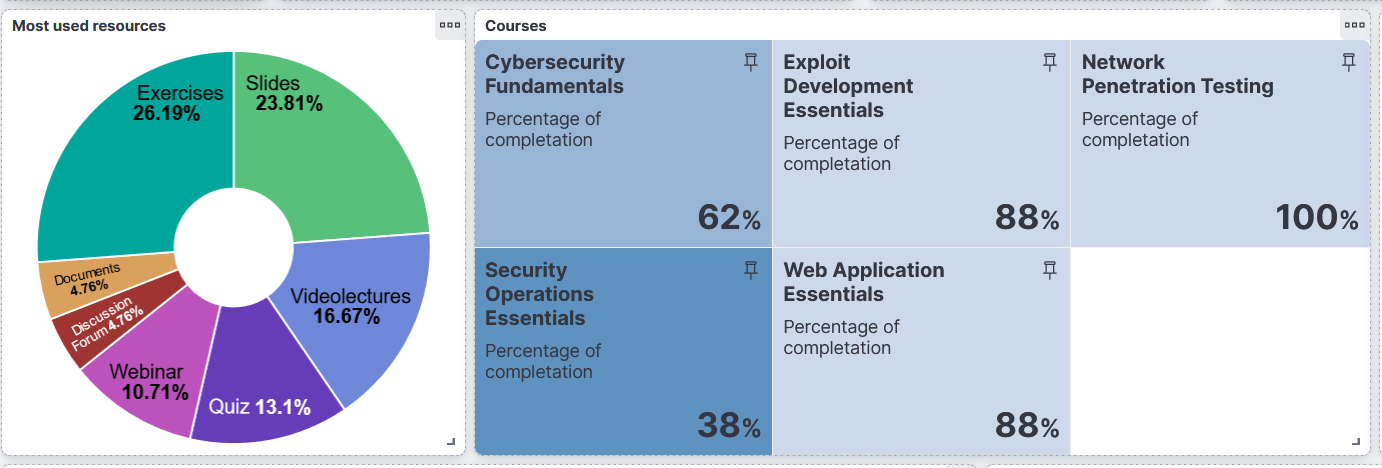 Most used resources
Exercises
26.19%
Slides
23.81%
Videolectures
16.67%
Quiz 13.1%
Webinar
10.71%
Discussion
Forum 4.76%
Documents
4.76%
Courses
Cybersecurity
Fundamentals
Percentage of
completation
62%
Exploit
Development
Essentials
Percentage of
completation
88%
Network
Penetration Testing
Percentage of
completation
100%
Security
Operations
Essentials
Percentage of
completation
38%
Web Application
Essentials
Percentage of
completation
88%